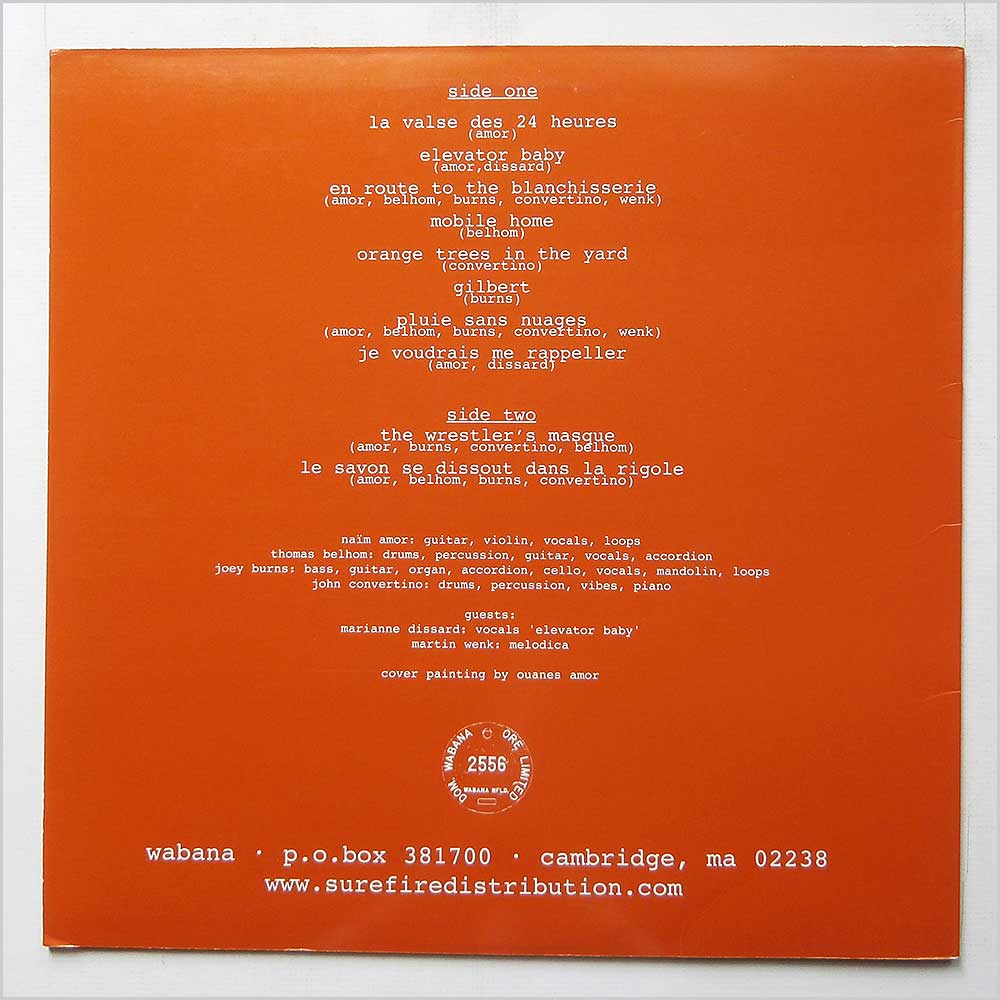 side one
la valse des 24 heures
(amor)
elevator baby
(amor,dissard)
en route to the blanchisserie
(amor, belhom, burns, convertino, wenk)
mobile home
(belhom)
orange trees in the yard
(convertino)
gilbert
(burns)
pluie sans nuages
(amor, belhom, burns, convertino, wenk)
je voudrais me rappeller
(amor, dissard)
side two
the wrestler's masque
(amor, burns, convertino, belhom)
le savon se dissout dans la rigole
(amor, belhom, burns, convertino)
naïm amor: guitar, violin, vocals, loops
thomas belhom: drums, percussion, guitar, vocals, accordion
joey burns: bass, guitar, organ, accordion, cello, vocals, mandolin, loops
john convertino: drums, percussion, vibes, piano
guests:
marianne dissard: vocals 'elevator baby'
martin wenk: melodica
cover painting by ouanes amor
DOM. WABANA ORE LIMITED
2556
WABANA NFLD.
wabana · p.o.box 381700 · cambridge, ma 02238
www.surefiredistribution.com